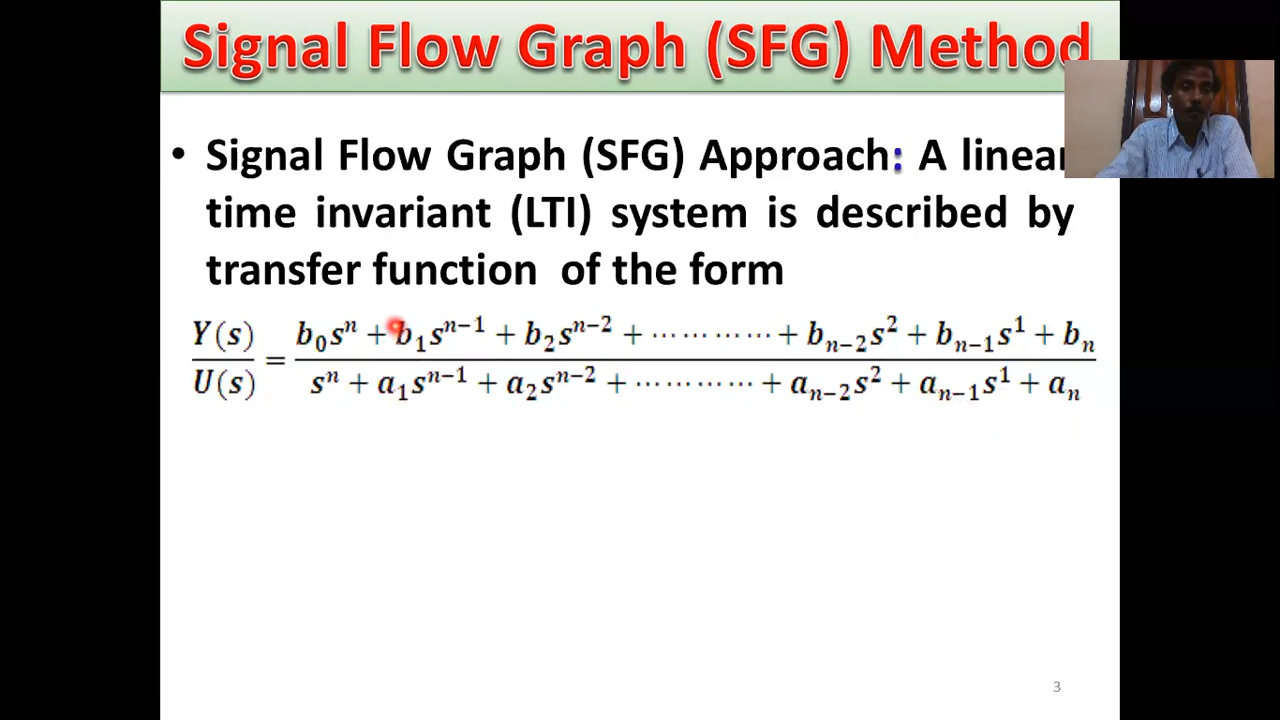 Signal Flow Graph (SFG) Method
• Signal Flow Graph (SFG) Approach: A linear
time invariant (LTI) system is described by
transfer function of the form
Y(s)/U(s) = (b₀sⁿ + b₁sⁿ⁻¹ + b₂sⁿ⁻² + ⋯⋯⋯⋯ + bₙ₋₂s² + bₙ₋₁s¹ + bₙ)/(sⁿ + a₁sⁿ⁻¹ + a₂sⁿ⁻² + ⋯⋯⋯⋯ + aₙ₋₂s² + aₙ₋₁s¹ + aₙ)
3